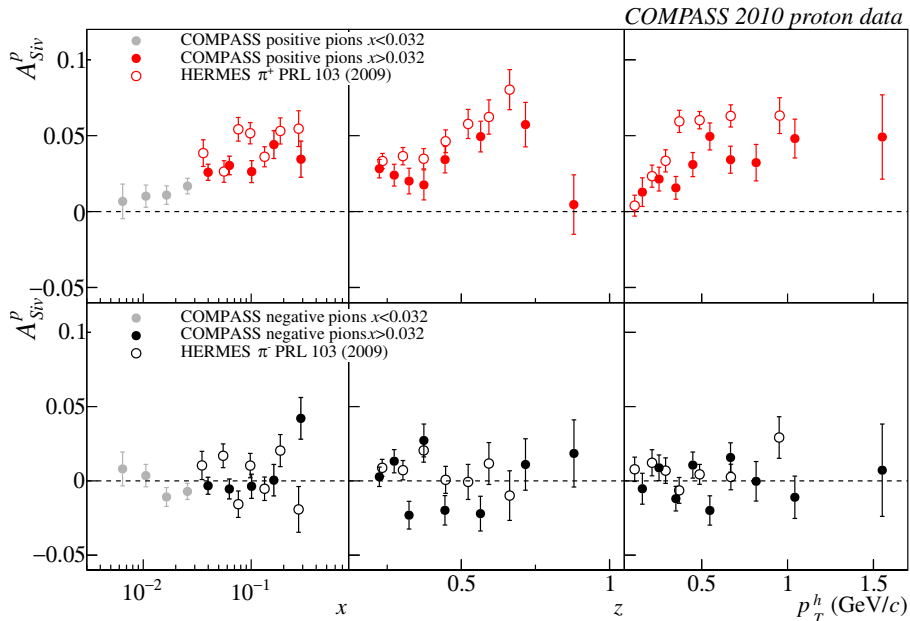 COMPASS 2010 proton data
A^p_Siv
0.1
0.05
0
−0.05
COMPASS positive pions x<0.032
COMPASS positive pions x>0.032
HERMES π⁺ PRL 103 (2009)
A^p_Siv
0.1
0.05
0
−0.05
COMPASS negative pions x<0.032
COMPASS negative pions x>0.032
HERMES π⁻ PRL 103 (2009)
10⁻² 10⁻¹ 0.5 1 0.5 1 1.5
x z p_T^h (GeV/c)